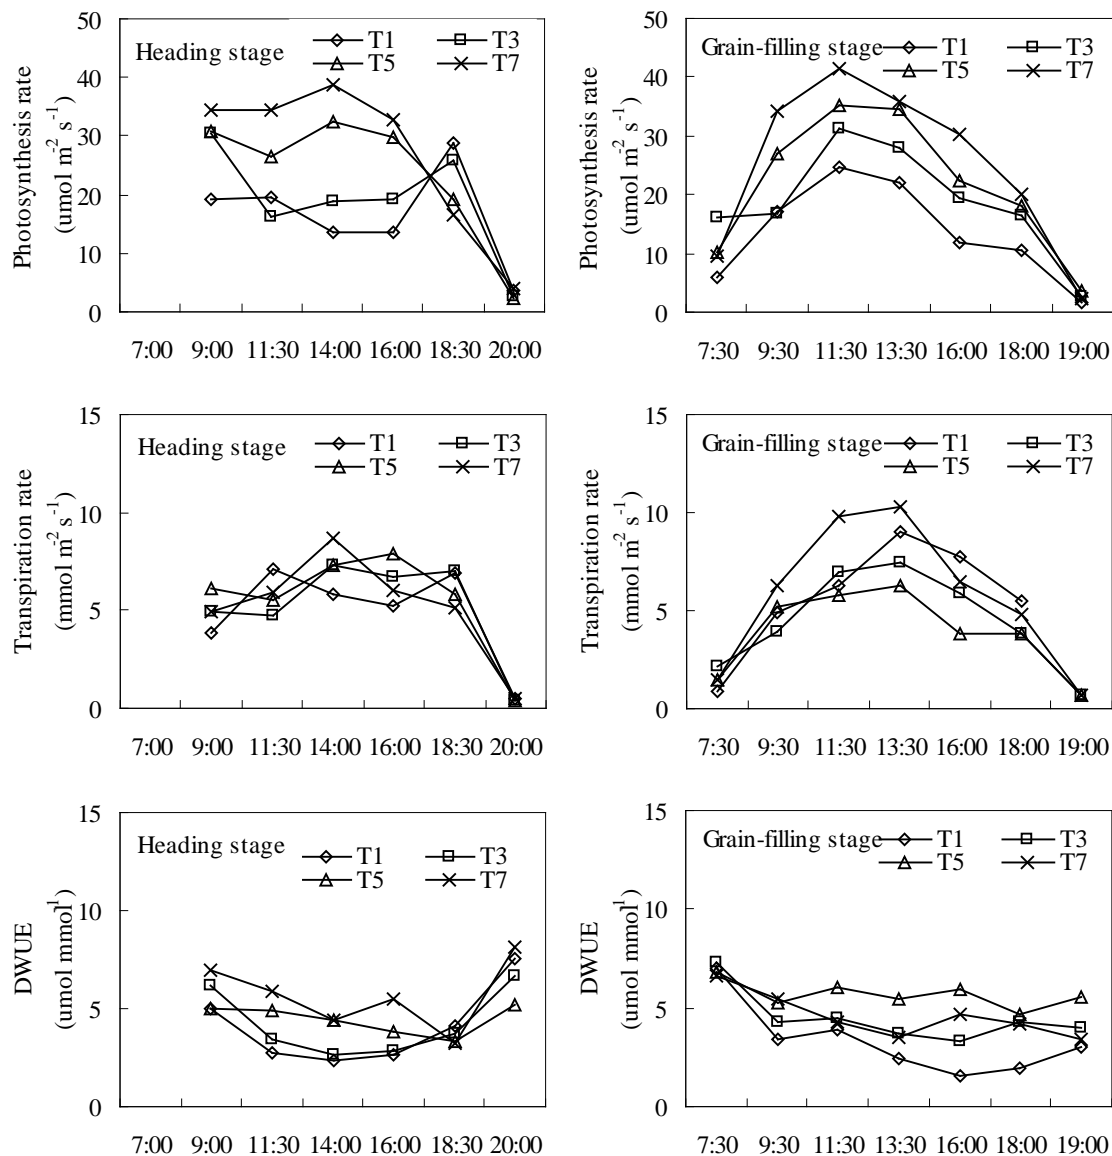 50
40
30
20
10
0
Photosynthesis rate
(umol m-2 s-1)
Heading stage
T1 T3
T5 T7
7:00 9:00 11:30 14:00 16:00 18:30 20:00
50
40
30
20
10
0
Photosynthesis rate
(umol m-2 s-1)
Grain-filling stage
T1 T3
T5 T7
7:30 9:30 11:30 13:30 16:00 18:00 19:00
15
10
5
0
Transpiration rate
(mmol m-2 s-1)
Heading stage
T1 T3
T5 T7
7:00 9:00 11:30 14:00 16:00 18:30 20:00
15
10
5
0
Transpiration rate
(mmol m-2 s-1)
Grain-filling stage
T1 T3
T5 T7
7:30 9:30 11:30 13:30 16:00 18:00 19:00
15
10
5
0
DWUE
(umol mmol1)
Heading stage
T1 T3
T5 T7
7:00 9:00 11:30 14:00 16:00 18:30 20:00
15
10
5
0
DWUE
(umol mmol1)
Grain-filling stage
T1 T3
T5 T7
7:30 9:30 11:30 13:30 16:00 18:00 19:00